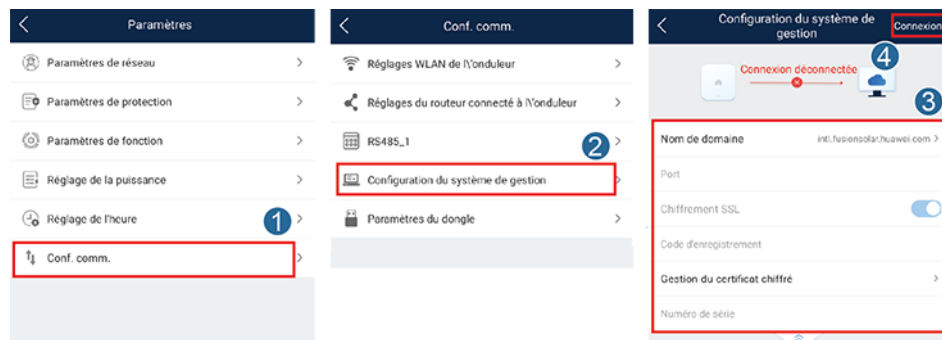 Paramètres
Paramètres de réseau
Paramètres de protection
Paramètres de fonction
Réglage de la puissance
Réglage de l'heure
1
Conf. comm.
Conf. comm.
Réglages WLAN de l\'onduleur
Réglages du routeur connecté à l\'onduleur
RS485_1
2
Configuration du système de gestion
Paramètres du dongle
Configuration du système de
gestion
Connexion
4
Connexion déconnectée
3
Nom de domaine
intl.fusionsolar.huawei.com
Port
Chiffrement SSL
Code d'enregistrement
Gestion du certificat chiffré
Numéro de série